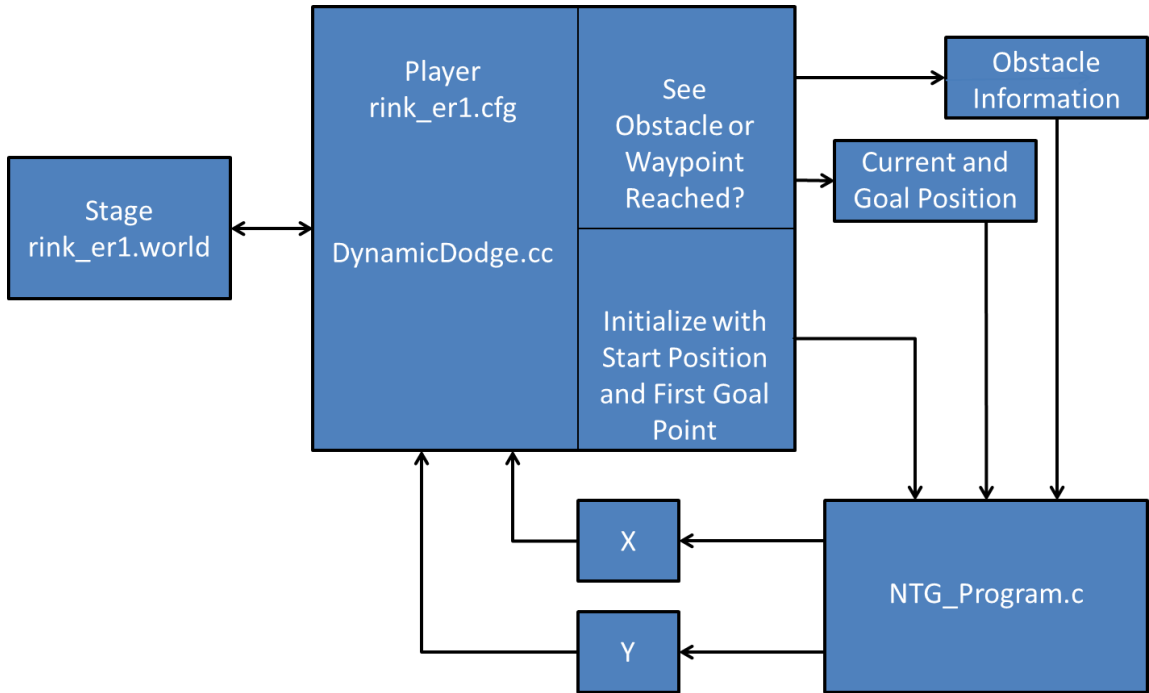 Player
rink_er1.cfg
DynamicDodge.cc
See
Obstacle or
Waypoint
Reached?
Initialize with
Start Position
and First Goal
Point
Obstacle
Information
Current and
Goal Position
Stage
rink_er1.world
X
Y
NTG_Program.c